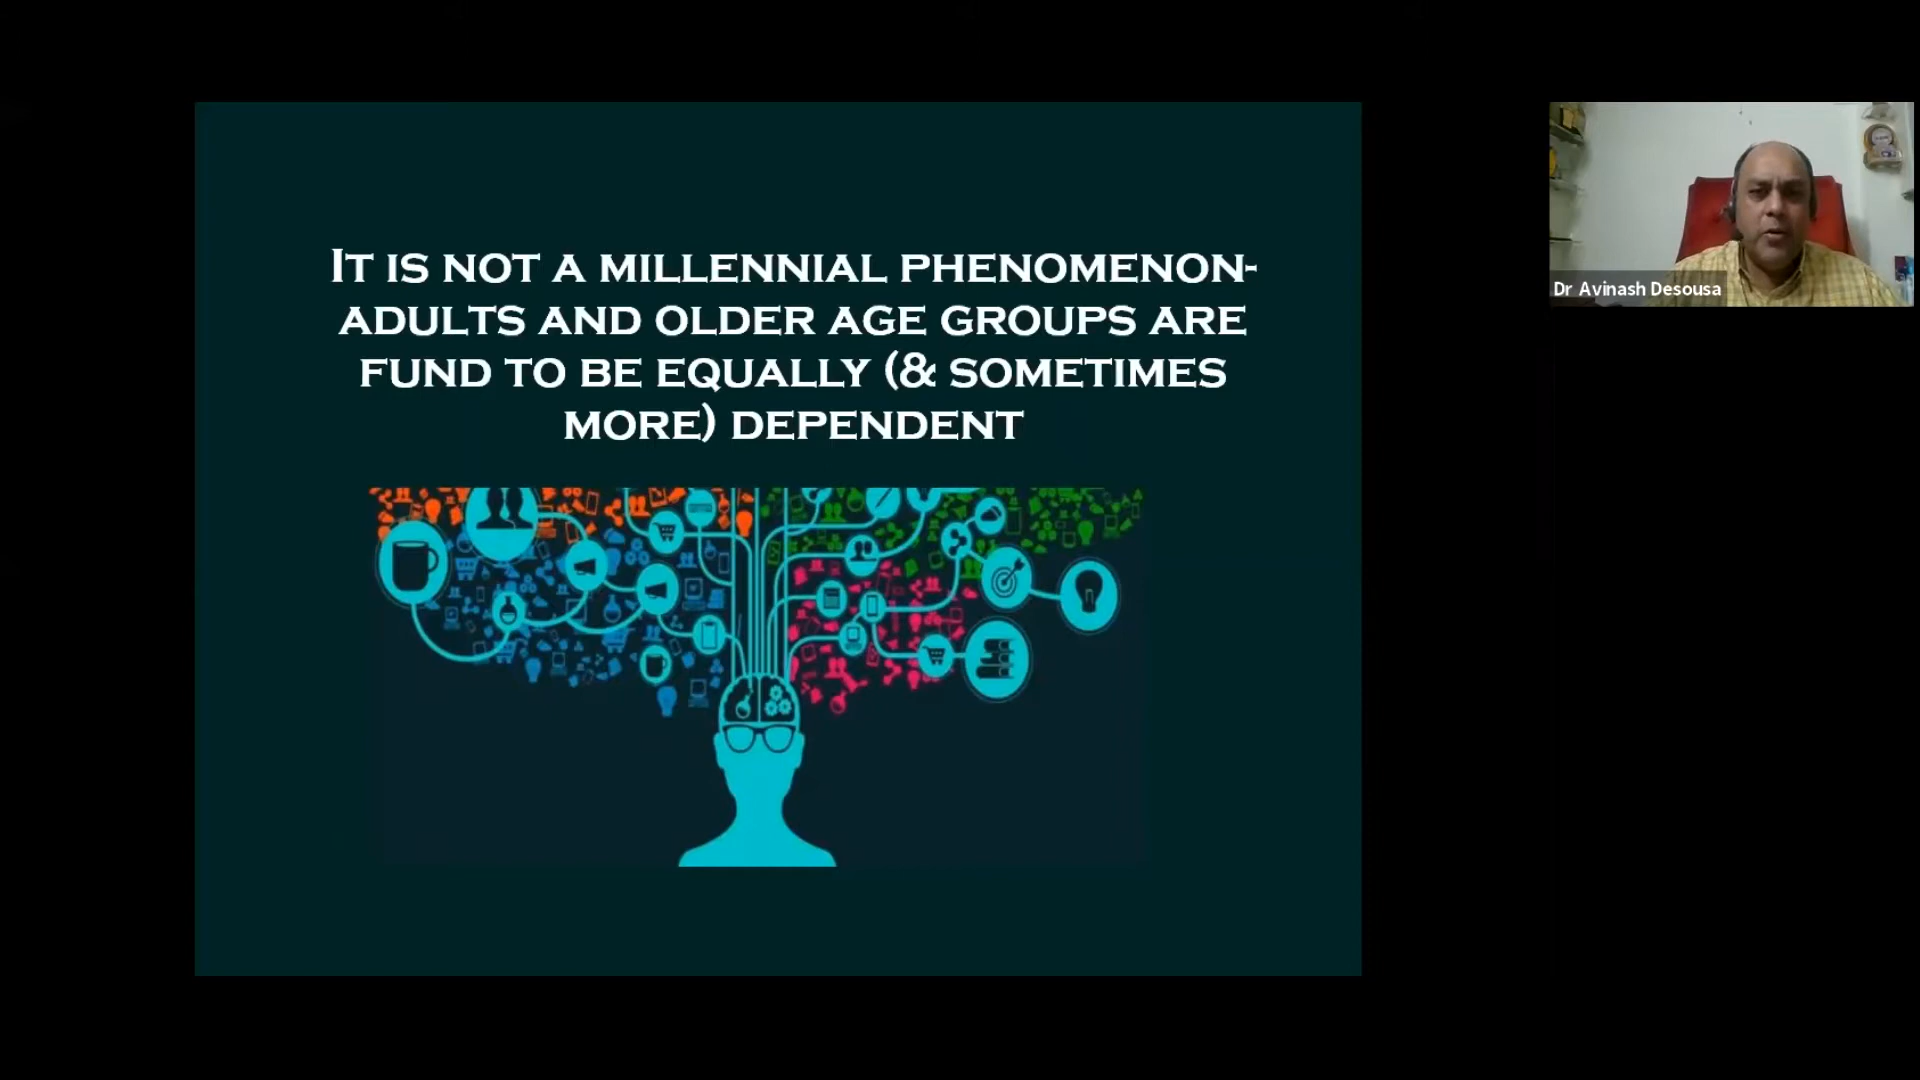 It is not a millennial phenomenon-
adults and older age groups are
fund to be equally (& sometimes
more) dependent
Dr Avinash Desousa